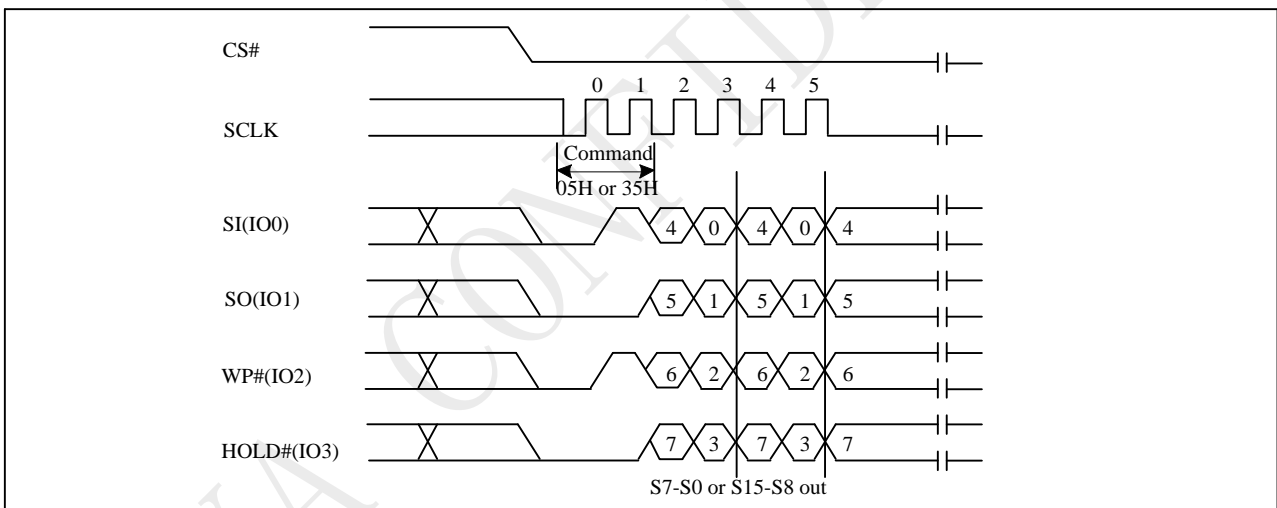 CS#
0 1 2 3 4 5
SCLK
Command
05H or 35H
SI(IO0) 4 0 4 0 4
SO(IO1) 5 1 5 1 5
WP#(IO2) 6 2 6 2 6
HOLD#(IO3) 7 3 7 3 7
S7-S0 or S15-S8 out